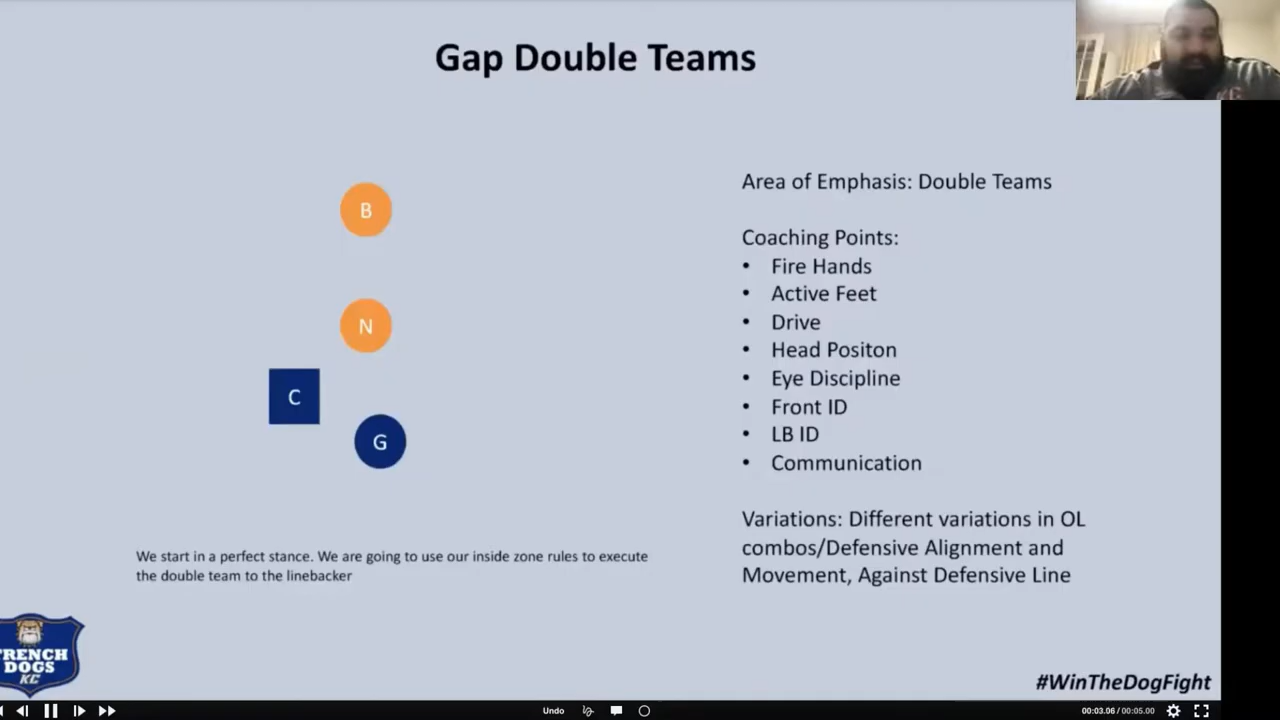 Gap Double Teams
B
N
C
G
We start in a perfect stance. We are going to use our inside zone rules to execute
the double team to the linebacker
Area of Emphasis: Double Teams
Coaching Points:
• Fire Hands
• Active Feet
• Drive
• Head Positon
• Eye Discipline
• Front ID
• LB ID
• Communication
Variations: Different variations in OL
combos/Defensive Alignment and
Movement, Against Defensive Line
TRENCH
DOGS
KC
#WinTheDogFight
Undo
00:03.06 / 00:05.00